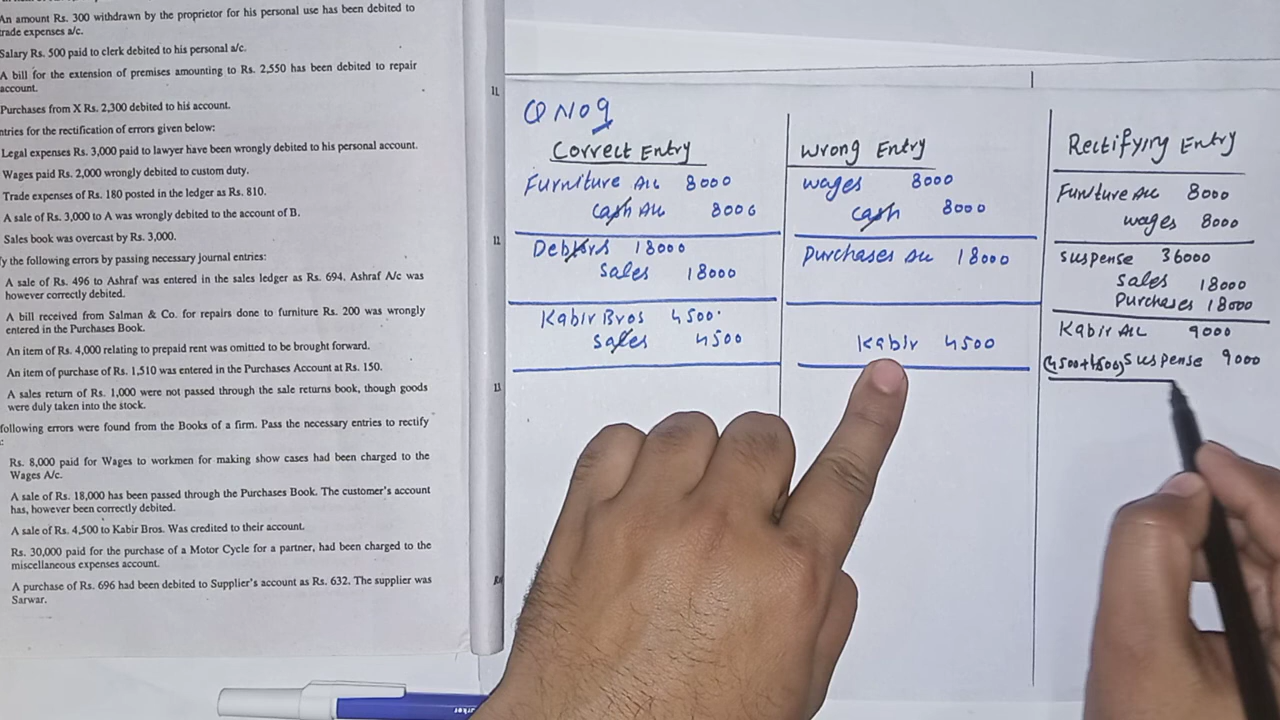 An amount Rs. 300 withdrawn by the proprietor for his personal use has been debited to
trade expenses a/c.
Salary Rs. 500 paid to clerk debited to his personal a/c.
A bill for the extension of premises amounting to Rs. 2,550 has been debited to repair
account.
Purchases from X Rs. 2,300 debited to his account.
ntries for the rectification of errors given below:
Legal expenses Rs. 3,000 paid to lawyer have been wrongly debited to his personal account.
Wages paid Rs. 2,000 wrongly debited to custom duty.
Trade expenses of Rs. 180 posted in the ledger as Rs. 810.
A sale of Rs. 3,000 to A was wrongly debited to the account of B.
Sales book was overcast by Rs. 3,000.
fy the following errors by passing necessary journal entries:
A sale of Rs. 496 to Ashraf was entered in the sales ledger as Rs. 694. Ashraf A/c was
however correctly debited.
A bill received from Salman & Co. for repairs done to furniture Rs. 200 was wrongly
entered in the Purchases Book.
An item of Rs. 4,000 relating to prepaid rent was omitted to be brought forward.
An item of purchase of Rs. 1,510 was entered in the Purchases Account at Rs. 150.
A sales return of Rs. 1,000 were not passed through the sale returns book, though goods
were duly taken into the stock.
following errors were found from the Books of a firm. Pass the necessary entries to rectify
:
Rs. 8,000 paid for Wages to workmen for making show cases had been charged to the
Wages A/c.
A sale of Rs. 18,000 has been passed through the Purchases Book. The customer's account
has, however been correctly debited.
A sale of Rs. 4,500 to Kabir Bros. Was credited to their account.
Rs. 30,000 paid for the purchase of a Motor Cycle for a partner, had been charged to the
miscellaneous expenses account.
A purchase of Rs. 696 had been debited to Supplier's account as Rs. 632. The supplier was
Sarwar.
11.
12.
13
Q NO 9
Correct Entry
Furniture A/c 8000
cash A/c 8000
Debtors 18000
Sales 18000
Kabir Bros 4500
Sales 4500
Wrong Entry
wages 8000
cash 8000
Purchases A/c 18000
Kabir 4500
Rectifying Entry
Furniture A/c 8000
wages 8000
Suspense 36000
Sales 18000
Purchases 18000
Kabir A/c 9000
(4500+4500) Suspense 9000